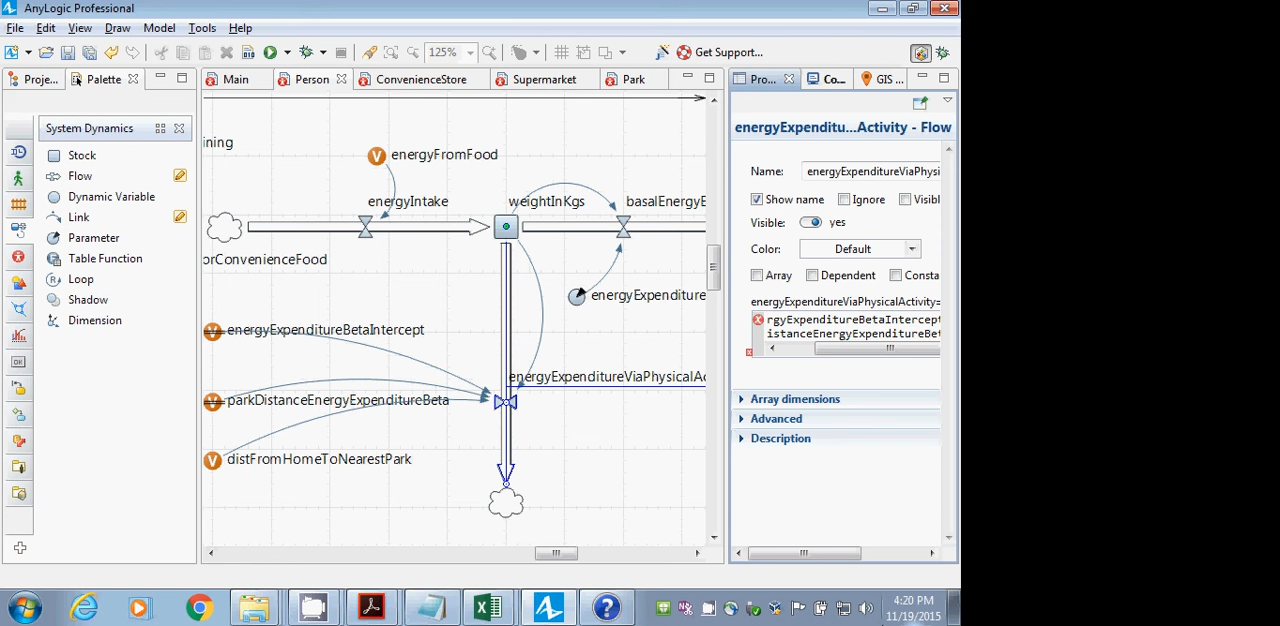 AnyLogic Professional
File Edit View Draw Model Tools Help
125% Get Support...
Proje... Palette Main Person ConvenienceStore Supermarket Park Pro... Co... GIS ...
System Dynamics
Stock
Flow
Dynamic Variable
Link
Parameter
Table Function
Loop
Shadow
Dimension
ining
energyFromFood
energyIntake
weightInKgs
basalEnergyE
orConvenienceFood
energyExpenditure
energyExpenditureBetaIntercept
energyExpenditureViaPhysicalAc
parkDistanceEnergyExpenditureBeta
distFromHomeToNearestPark
energyExpenditu...Activity - Flow
Name: energyExpenditureViaPhysi
Show name Ignore Visibl
Visible: yes
Color: Default
Array Dependent Consta
energyExpenditureViaPhysicalActivity=
rgyExpenditureBetaIntercept
istanceEnergyExpenditureBet
Array dimensions
Advanced
Description
4:20 PM
11/19/2015